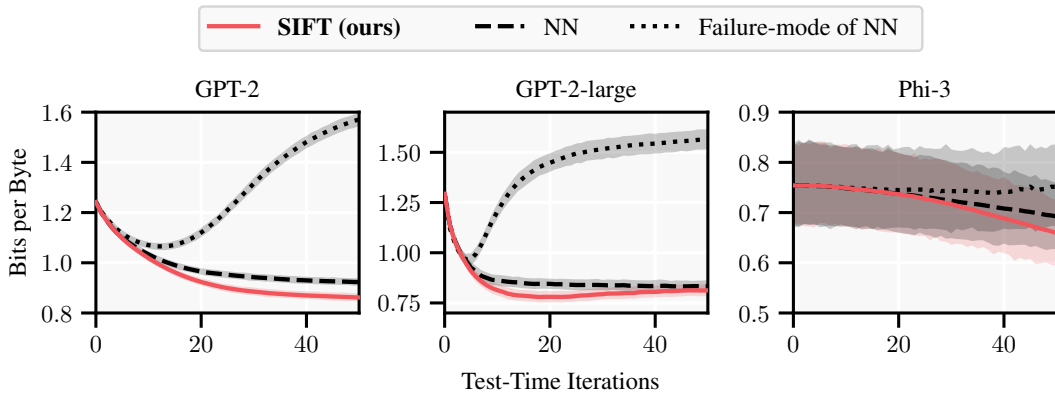 SIFT (ours) NN Failure-mode of NN
GPT-2 GPT-2-large Phi-3
Bits per Byte
1.6
1.4
1.2
1.0
0.8
0 20 40
1.50
1.25
1.00
0.75
0 20 40
0.9
0.8
0.7
0.6
0.5
0 20 40
Test-Time Iterations